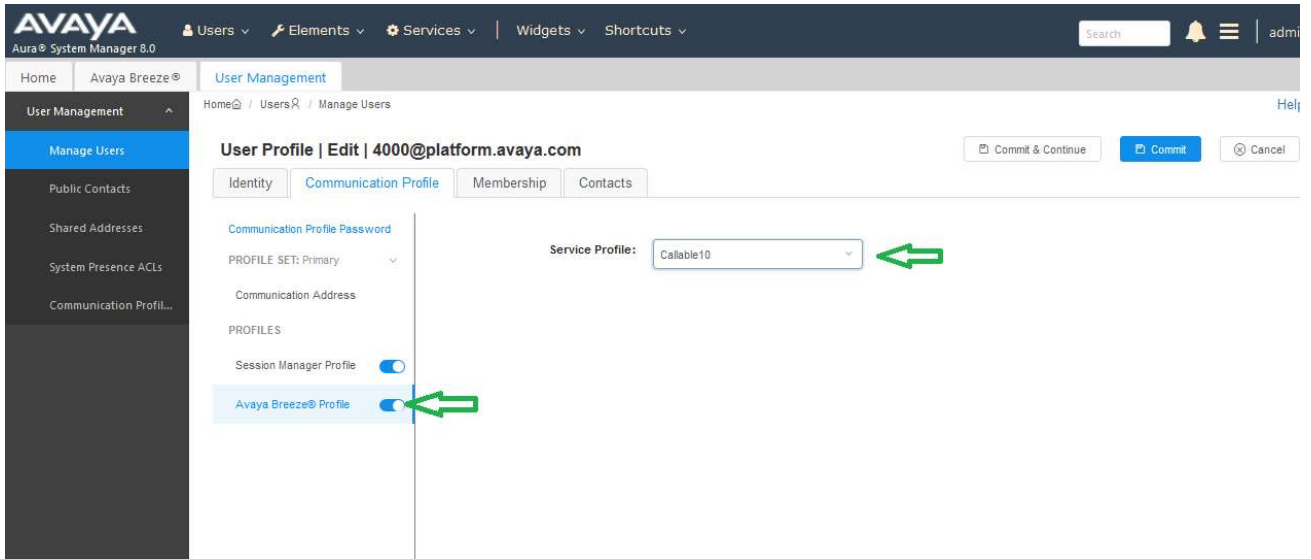 AVAYA
Aura® System Manager 8.0
Users Elements Services | Widgets Shortcuts
Search
admi
Home Avaya Breeze® User Management
User Management
Manage Users
Public Contacts
Shared Addresses
System Presence ACLs
Communication Profil...
Home / Users / Manage Users
Help
User Profile | Edit | 4000@platform.avaya.com
Commit & Continue Commit Cancel
Identity Communication Profile Membership Contacts
Communication Profile Password
PROFILE SET: Primary
Communication Address
PROFILES
Session Manager Profile
Avaya Breeze® Profile
Service Profile: Callable10